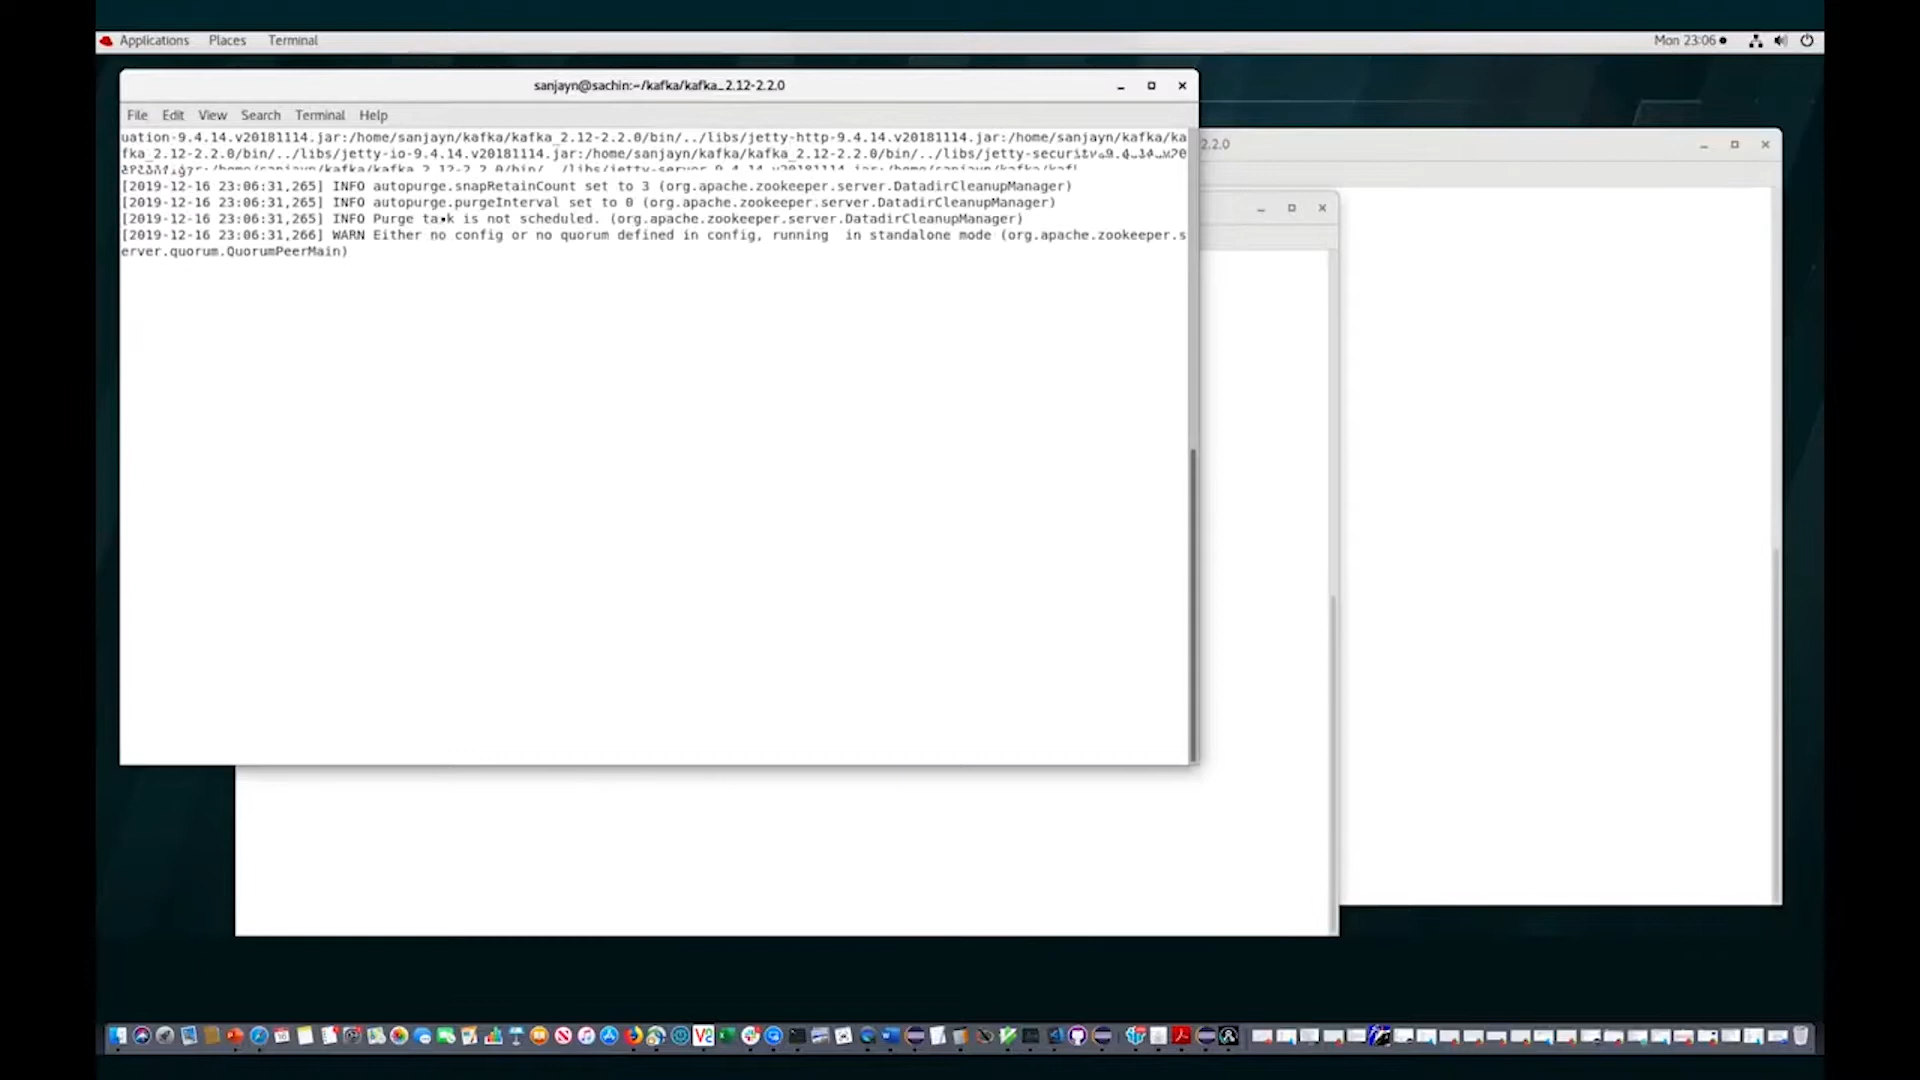 Applications Places Terminal
Mon 23:06
sanjayn@sachin:~/kafka/kafka_2.12-2.2.0
File Edit View Search Terminal Help
uation-9.4.14.v20181114.jar:/home/sanjayn/kafka/kafka_2.12-2.2.0/bin/../libs/jetty-http-9.4.14.v20181114.jar:/home/sanjayn/kafka/ka
fka_2.12-2.2.0/bin/../libs/jetty-io-9.4.14.v20181114.jar:/home/sanjayn/kafka/kafka_2.12-2.2.0/bin/../libs/jetty-security-9.4.14.v20
[2019-12-16 23:06:31,265] INFO autopurge.snapRetainCount set to 3 (org.apache.zookeeper.server.DatadirCleanupManager)
[2019-12-16 23:06:31,265] INFO autopurge.purgeInterval set to 0 (org.apache.zookeeper.server.DatadirCleanupManager)
[2019-12-16 23:06:31,265] INFO Purge task is not scheduled. (org.apache.zookeeper.server.DatadirCleanupManager)
[2019-12-16 23:06:31,266] WARN Either no config or no quorum defined in config, running  in standalone mode (org.apache.zookeeper.s
erver.quorum.QuorumPeerMain)
2.2.0